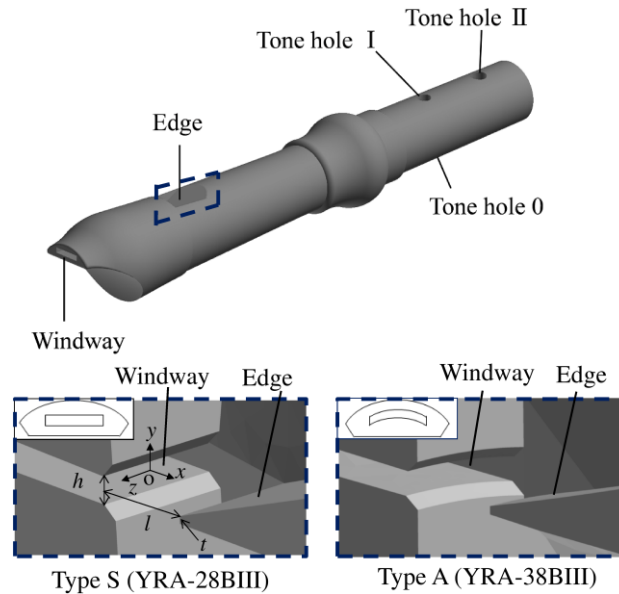 Tone hole II
Tone hole I
Edge
Tone hole 0
Windway
Windway
Edge
y
x
z
o
h
l
t
Type S (YRA-28BIII)
Windway
Edge
Type A (YRA-38BIII)